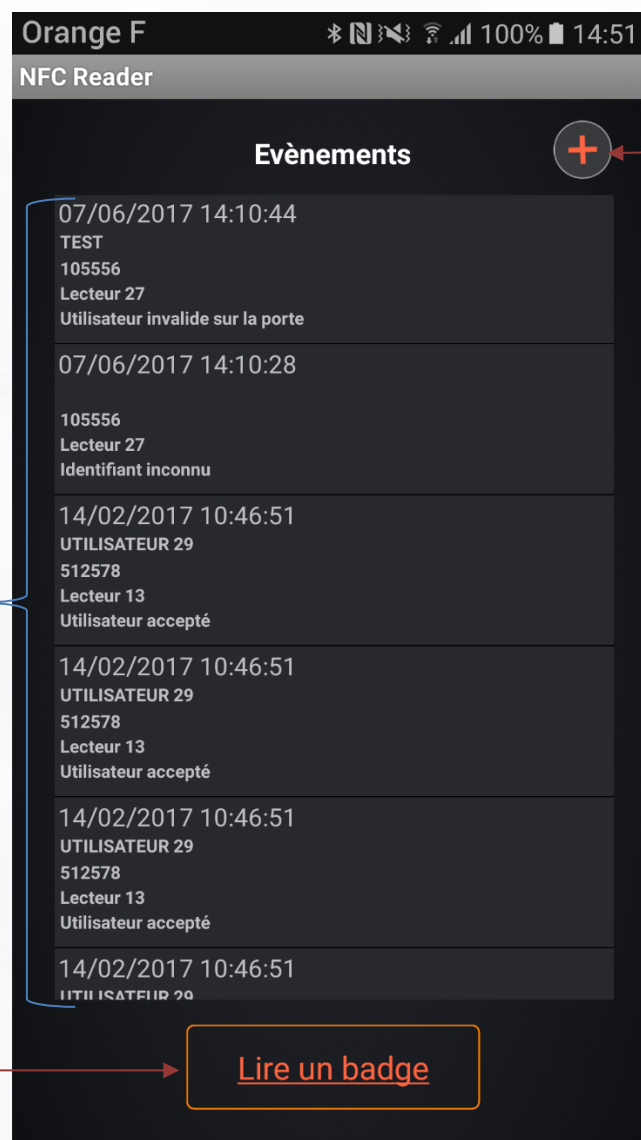 Orange F 100% 14:51
NFC Reader
Evènements
07/06/2017 14:10:44
TEST
105556
Lecteur 27
Utilisateur invalide sur la porte
07/06/2017 14:10:28
105556
Lecteur 27
Identifiant inconnu
14/02/2017 10:46:51
UTILISATEUR 29
512578
Lecteur 13
Utilisateur accepté
14/02/2017 10:46:51
UTILISATEUR 29
512578
Lecteur 13
Utilisateur accepté
14/02/2017 10:46:51
UTILISATEUR 29
512578
Lecteur 13
Utilisateur accepté
14/02/2017 10:46:51
UTILISATEUR 29
Lire un badge